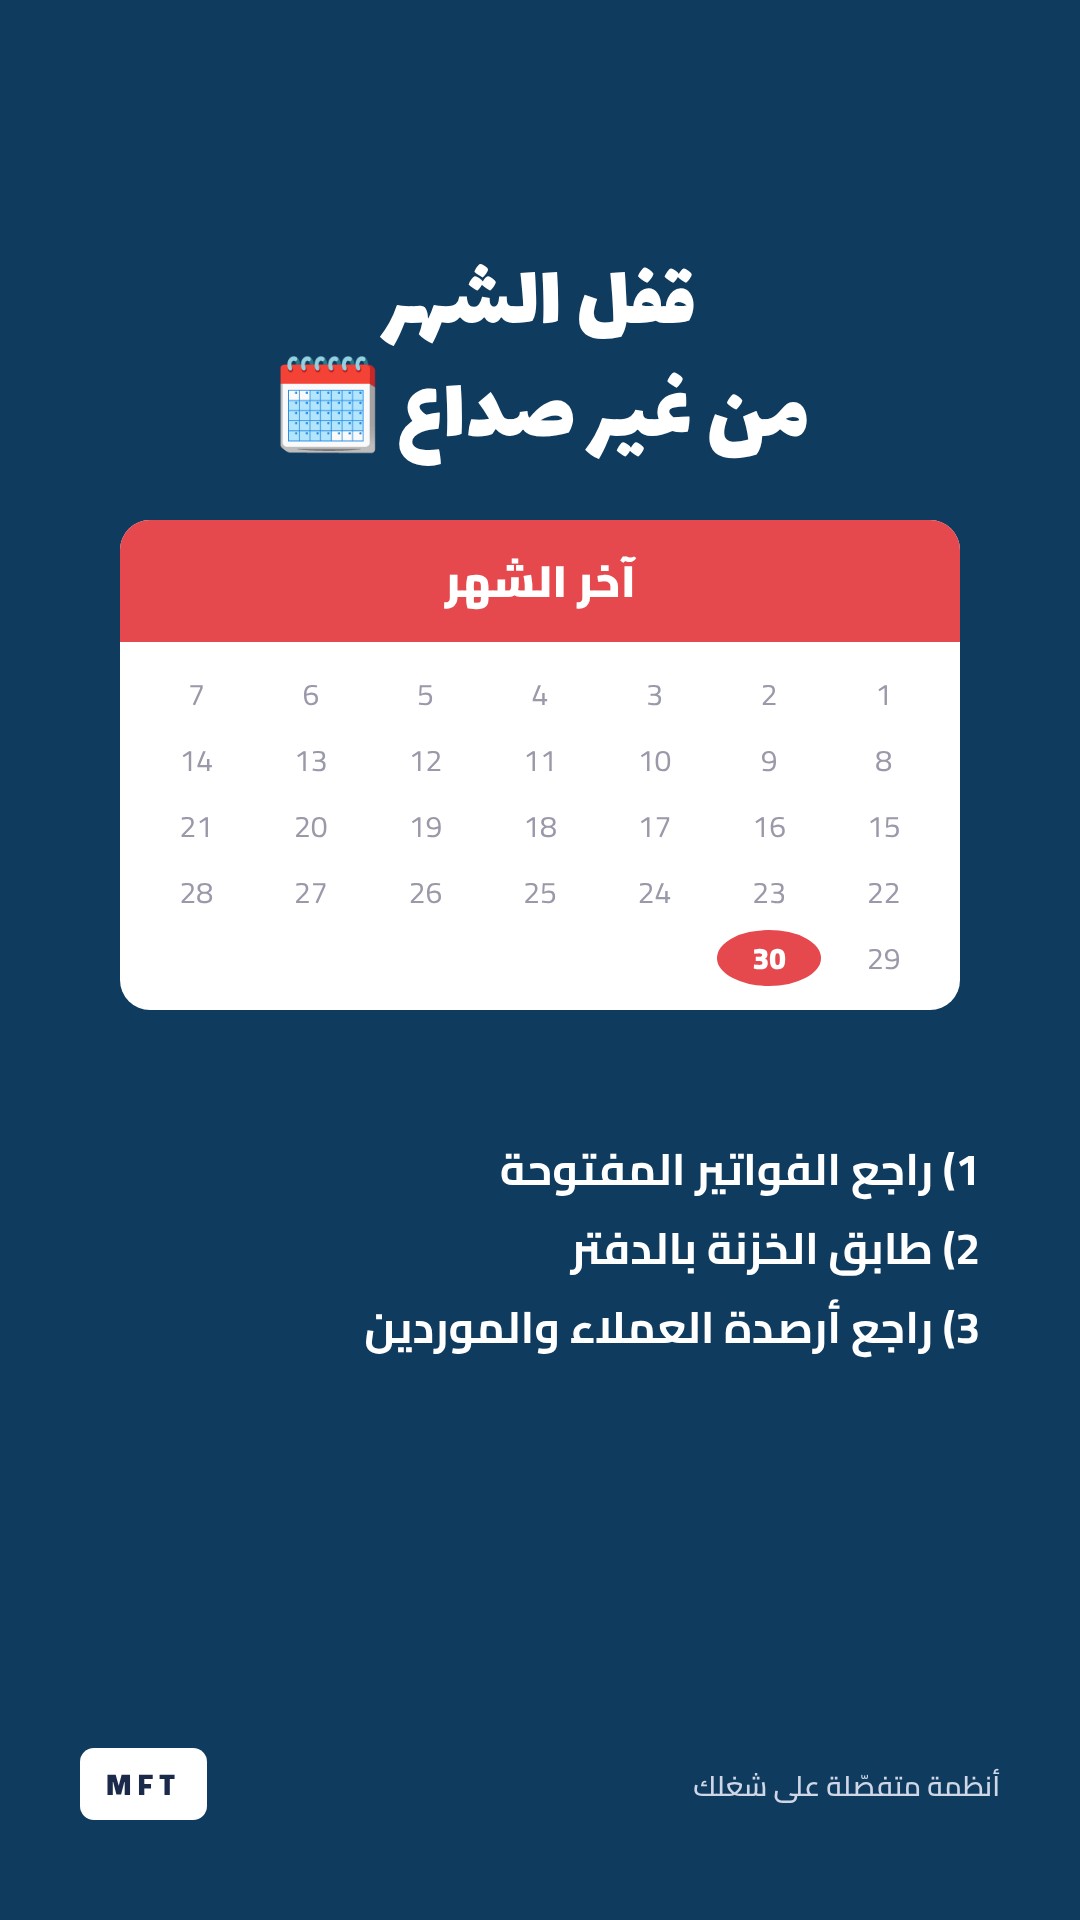 قفل الشهر
من غير صداع 🗓️
آخر الشهر
1 2 3 4 5 6 7
8 9 10 11 12 13 14
15 16 17 18 19 20 21
22 23 24 25 26 27 28
29 30
1) راجع الفواتير المفتوحة
2) طابق الخزنة بالدفتر
3) راجع أرصدة العملاء والموردين
أنظمة متفصّلة على شغلك
MFT